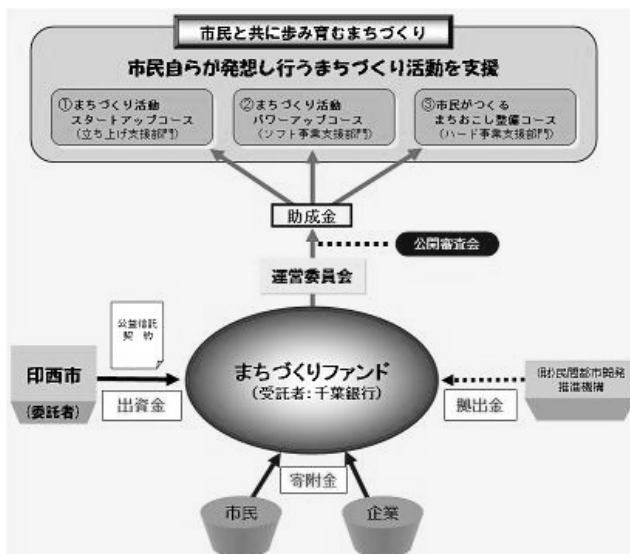 市民と共に歩み育むまちづくり
市民自らが発想し行うまちづくり活動を支援
①まちづくり活動
スタートアップコース
(立ち上げ支援部門)
②まちづくり活動
パワーアップコース
(ソフト事業支援部門)
③市民がつくる
まちおこし整備コース
(ハード事業支援部門)
助成金
公開審査会
運営委員会
公益信託
契約
まちづくりファンド
(受託者:千葉銀行)
印西市
(委託者)
出資金
拠出金
(財)民間都市開発
推進機構
寄附金
市民
企業